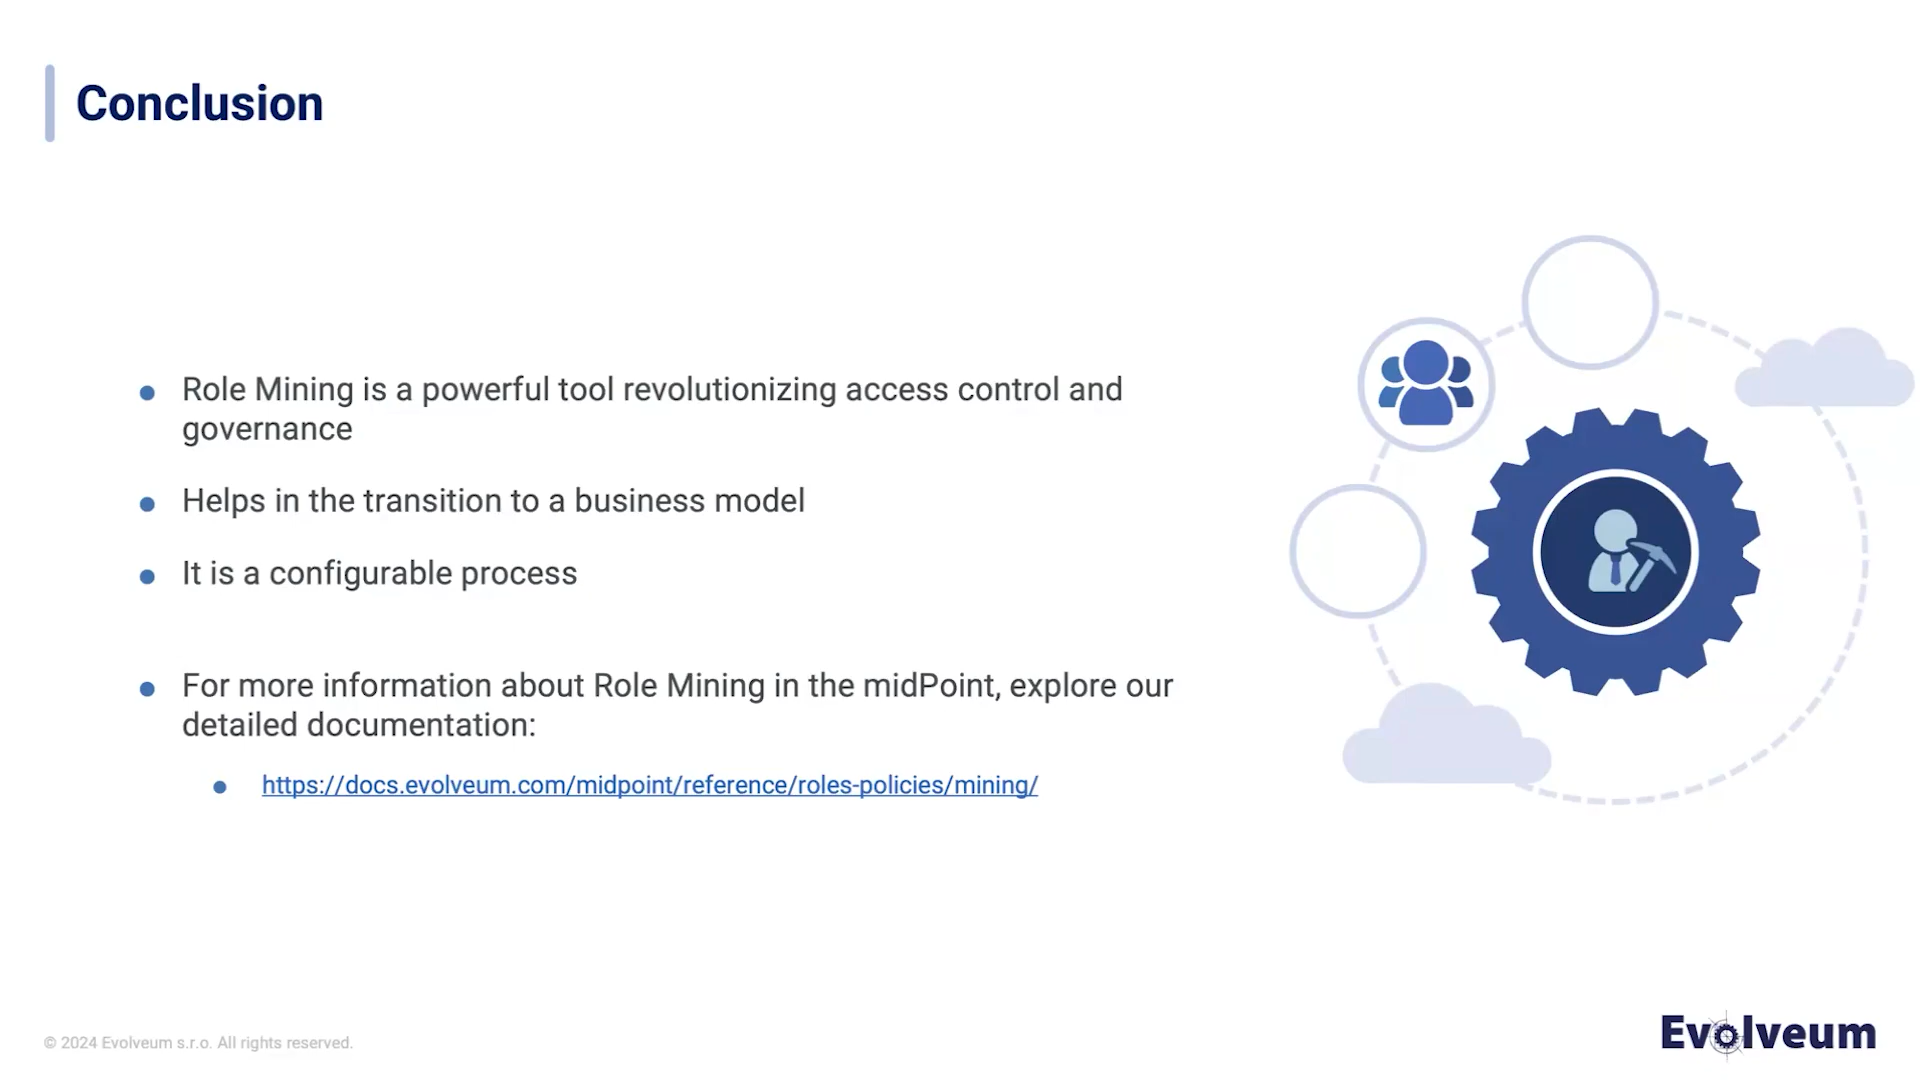 Conclusion
Role Mining is a powerful tool revolutionizing access control and
governance
Helps in the transition to a business model
It is a configurable process
For more information about Role Mining in the midPoint, explore our
detailed documentation:
https://docs.evolveum.com/midpoint/reference/roles-policies/mining/
© 2024 Evolveum s.r.o. All rights reserved.
Evolveum